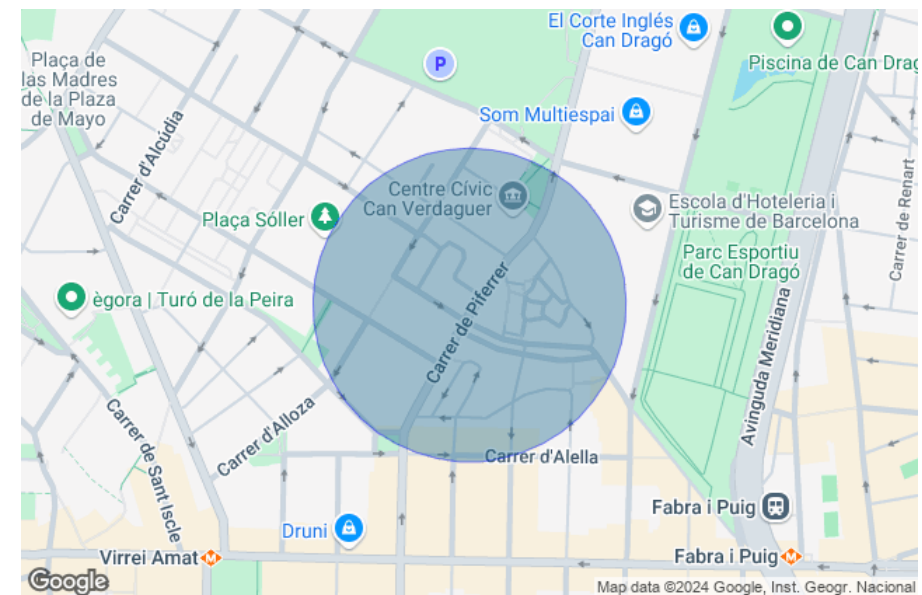 El Corte Inglés
Can Dragó
Piscina de Can Drag
Plaça de
las Madres
de la Plaza
de Mayo
P
Som Multiespai
Carrer d'Alcúdia
Centre Cívic
Can Verdaguer
Escola d'Hoteleria i
Turisme de Barcelona
Carrer de Renart
Plaça Sóller
Parc Esportiu
de Can Dragó
ègora | Turó de la Peira
Carrer de Piferrer
Avinguda Meridiana
Carrer d'Alloza
Carrer de Sant Iscle
Carrer d'Alella
Fabra i Puig
Druni
Virrei Amat
M
Fabra i Puig
M
Google
Map data ©2024 Google, Inst. Geogr. Nacional